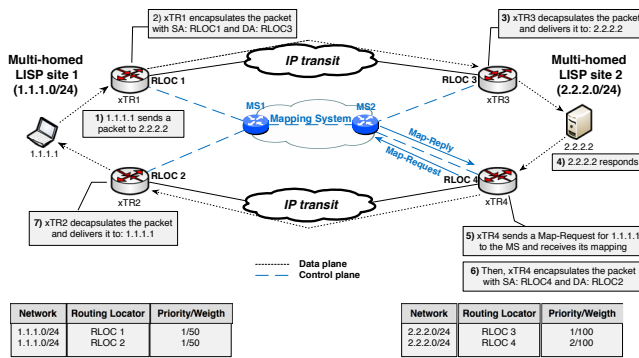 2) xTR1 encapsulates the packet
with SA: RLOC1 and DA: RLOC3
3) xTR3 decapsulates the packet
and delivers it to: 2.2.2.2
Multi-homed
LISP site 1
(1.1.1.0/24)
IP transit
Multi-homed
LISP site 2
(2.2.2.0/24)
RLOC 1
RLOC 3
xTR1
xTR3
MS1
MS2
Mapping System
1) 1.1.1.1 sends a
packet to 2.2.2.2
1.1.1.1
2.2.2.2
Map-Reply
Map-Request
4) 2.2.2.2 responds
RLOC 2
RLOC 4
xTR2
IP transit
xTR4
7) xTR2 decapsulates the packet
and delivers it to: 1.1.1.1
5) xTR4 sends a Map-Request for 1.1.1.1
to the MS and receives its mapping
Data plane
Control plane
6) Then, xTR4 encapsulates the packet
with SA: RLOC4 and DA: RLOC2
Network Routing Locator Priority/Weigth
1.1.1.0/24 RLOC 1 1/50
1.1.1.0/24 RLOC 2 1/50
Network Routing Locator Priority/Weigth
2.2.2.0/24 RLOC 3 1/100
2.2.2.0/24 RLOC 4 2/100